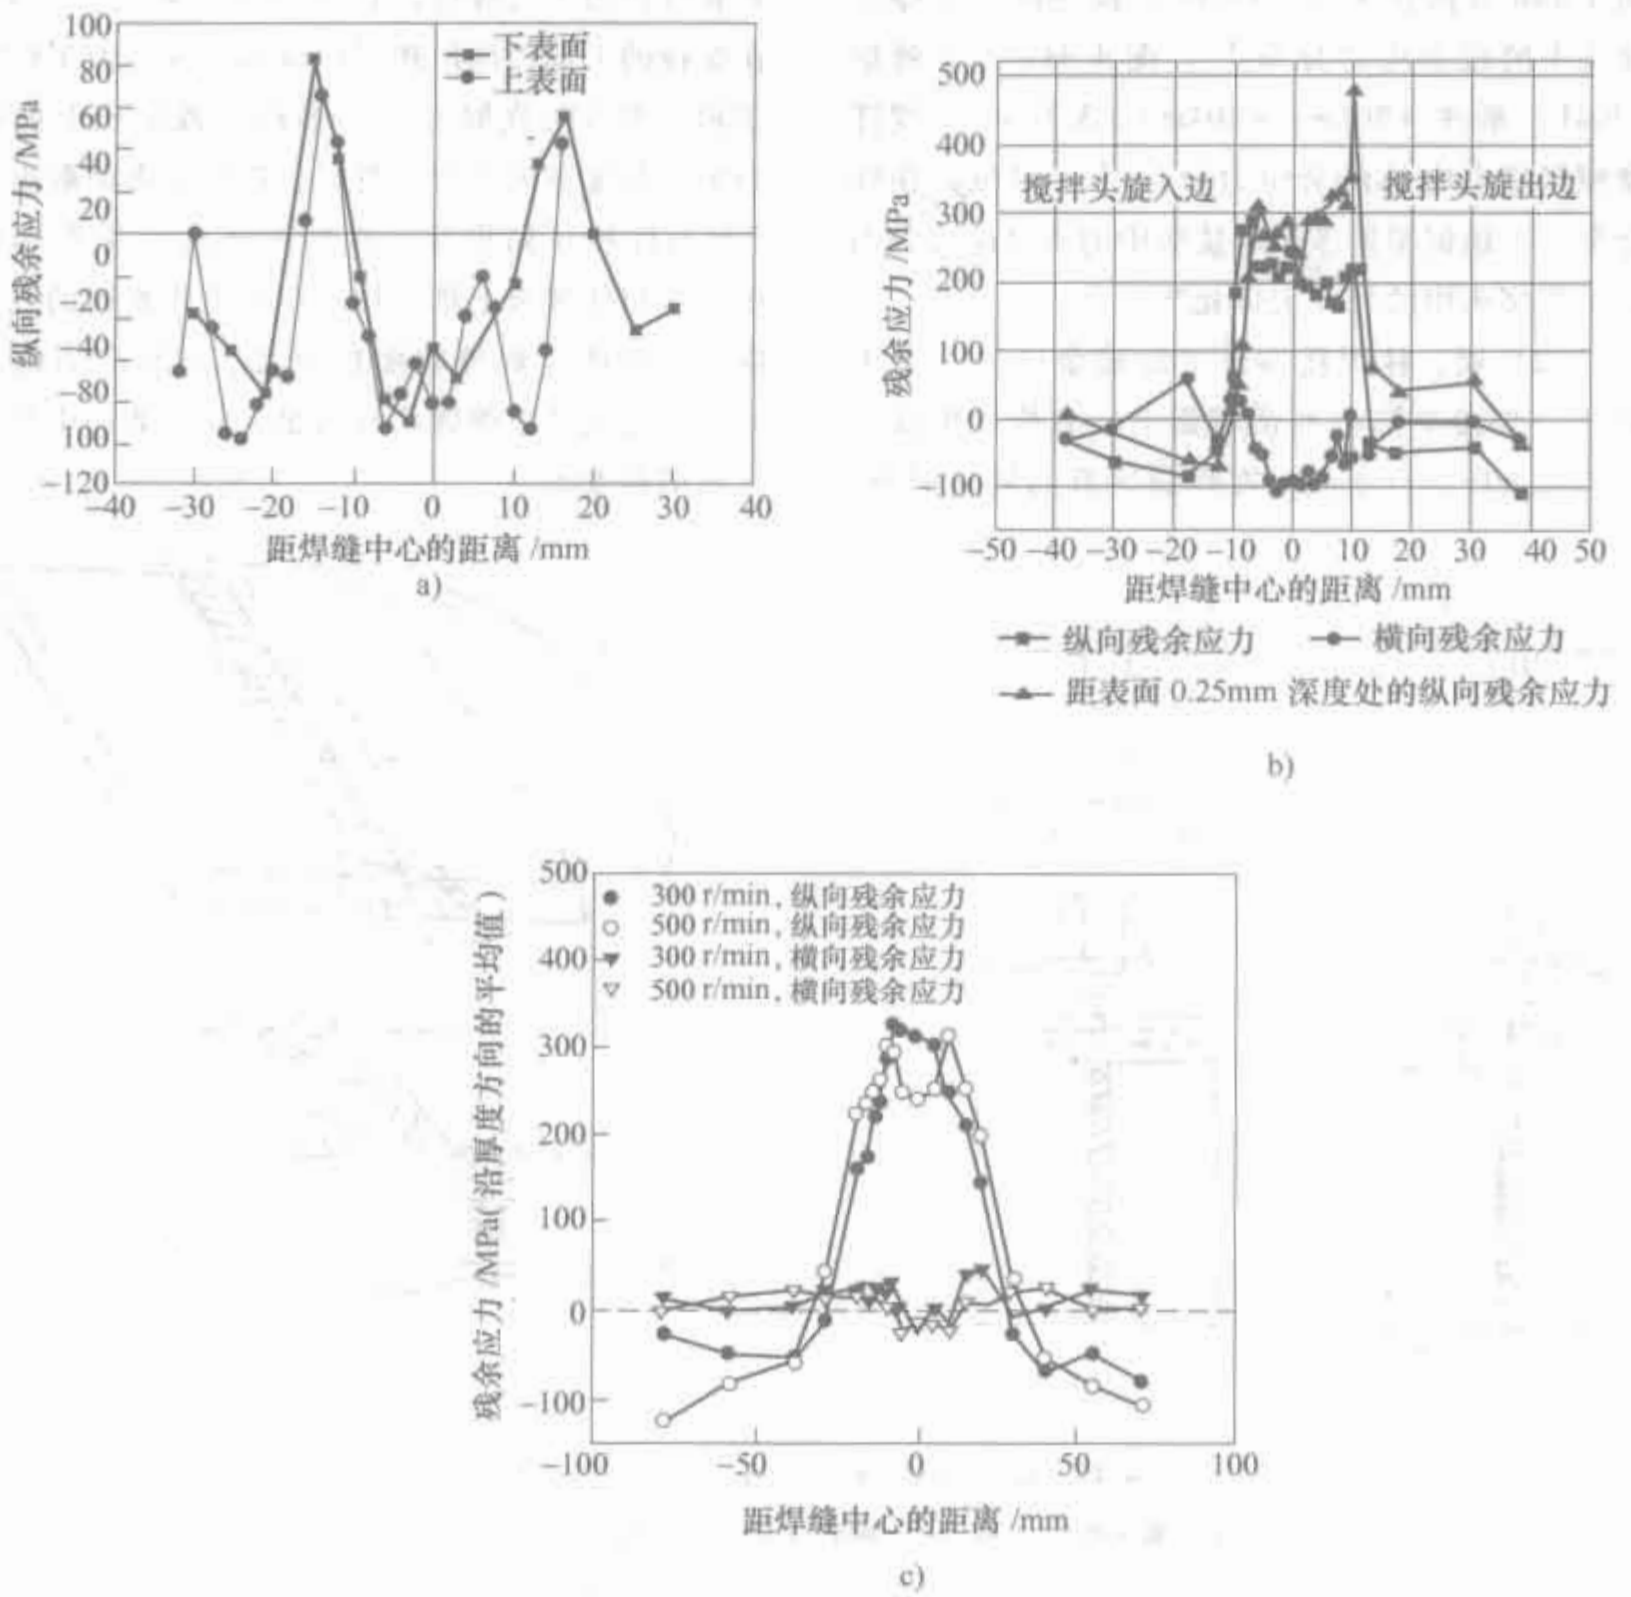 100
80
60
40
20
0
-20
-40
-60
-80
100
-120
-40
-30
-20
-10
0
10
20
30
40
纵向残余应力/MPa
下表面
上表面
距焊缝中心的距离/mm
a)
500
400
300
200
100
0
-100
-50
-40
-30
-20
-10
0
10
20
30
40
50
残余应力/MPa
搅拌头旋入边
搅拌头旋出边
距焊缝中心的距离/mm
纵向残余应力
横向残余应力
距表面 0.25mm 深度处的纵向残余应力
b)
500
400
300
200
100
0
-100
-100
-50
0
50
100
残余应力/MPa(沿厚度方向的平均值)
300 r/min, 纵向残余应力
500 r/min, 纵向残余应力
300 r/min, 横向残余应力
500 r/min, 横向残余应力
距焊缝中心的距离/mm
c)